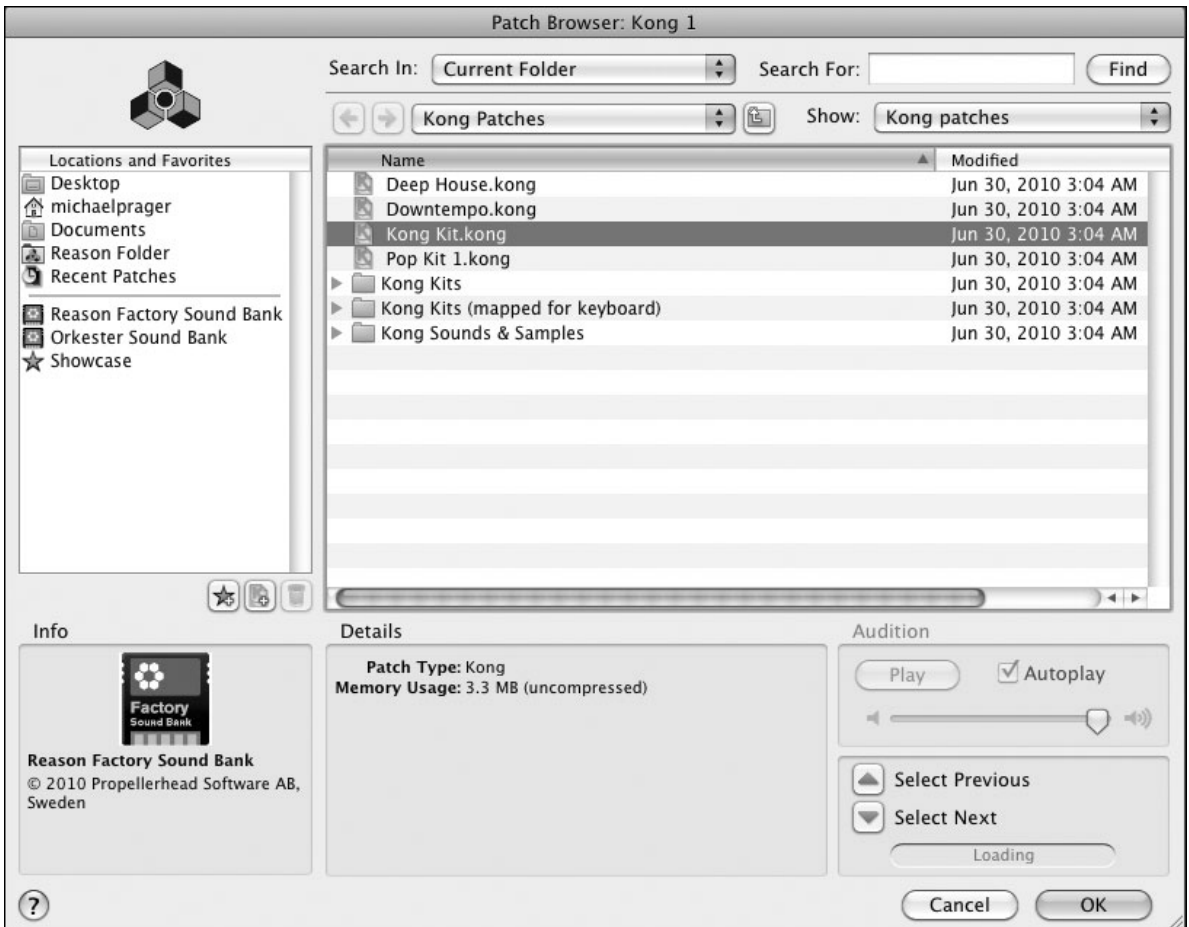 Patch Browser: Kong 1
Search In: Current Folder Search For: Find
Kong Patches Show: Kong patches
Locations and Favorites
Desktop
michaelprager
Documents
Reason Folder
Recent Patches
Reason Factory Sound Bank
Orkester Sound Bank
Showcase
Name Modified
Deep House.kong Jun 30, 2010 3:04 AM
Downtempo.kong Jun 30, 2010 3:04 AM
Kong Kit.kong Jun 30, 2010 3:04 AM
Pop Kit 1.kong Jun 30, 2010 3:04 AM
Kong Kits Jun 30, 2010 3:04 AM
Kong Kits (mapped for keyboard) Jun 30, 2010 3:04 AM
Kong Sounds & Samples Jun 30, 2010 3:04 AM
Info
Factory
Sound Bank
Reason Factory Sound Bank
© 2010 Propellerhead Software AB,
Sweden
Details
Patch Type: Kong
Memory Usage: 3.3 MB (uncompressed)
Audition
Play Autoplay
Select Previous
Select Next
Loading
?
Cancel OK